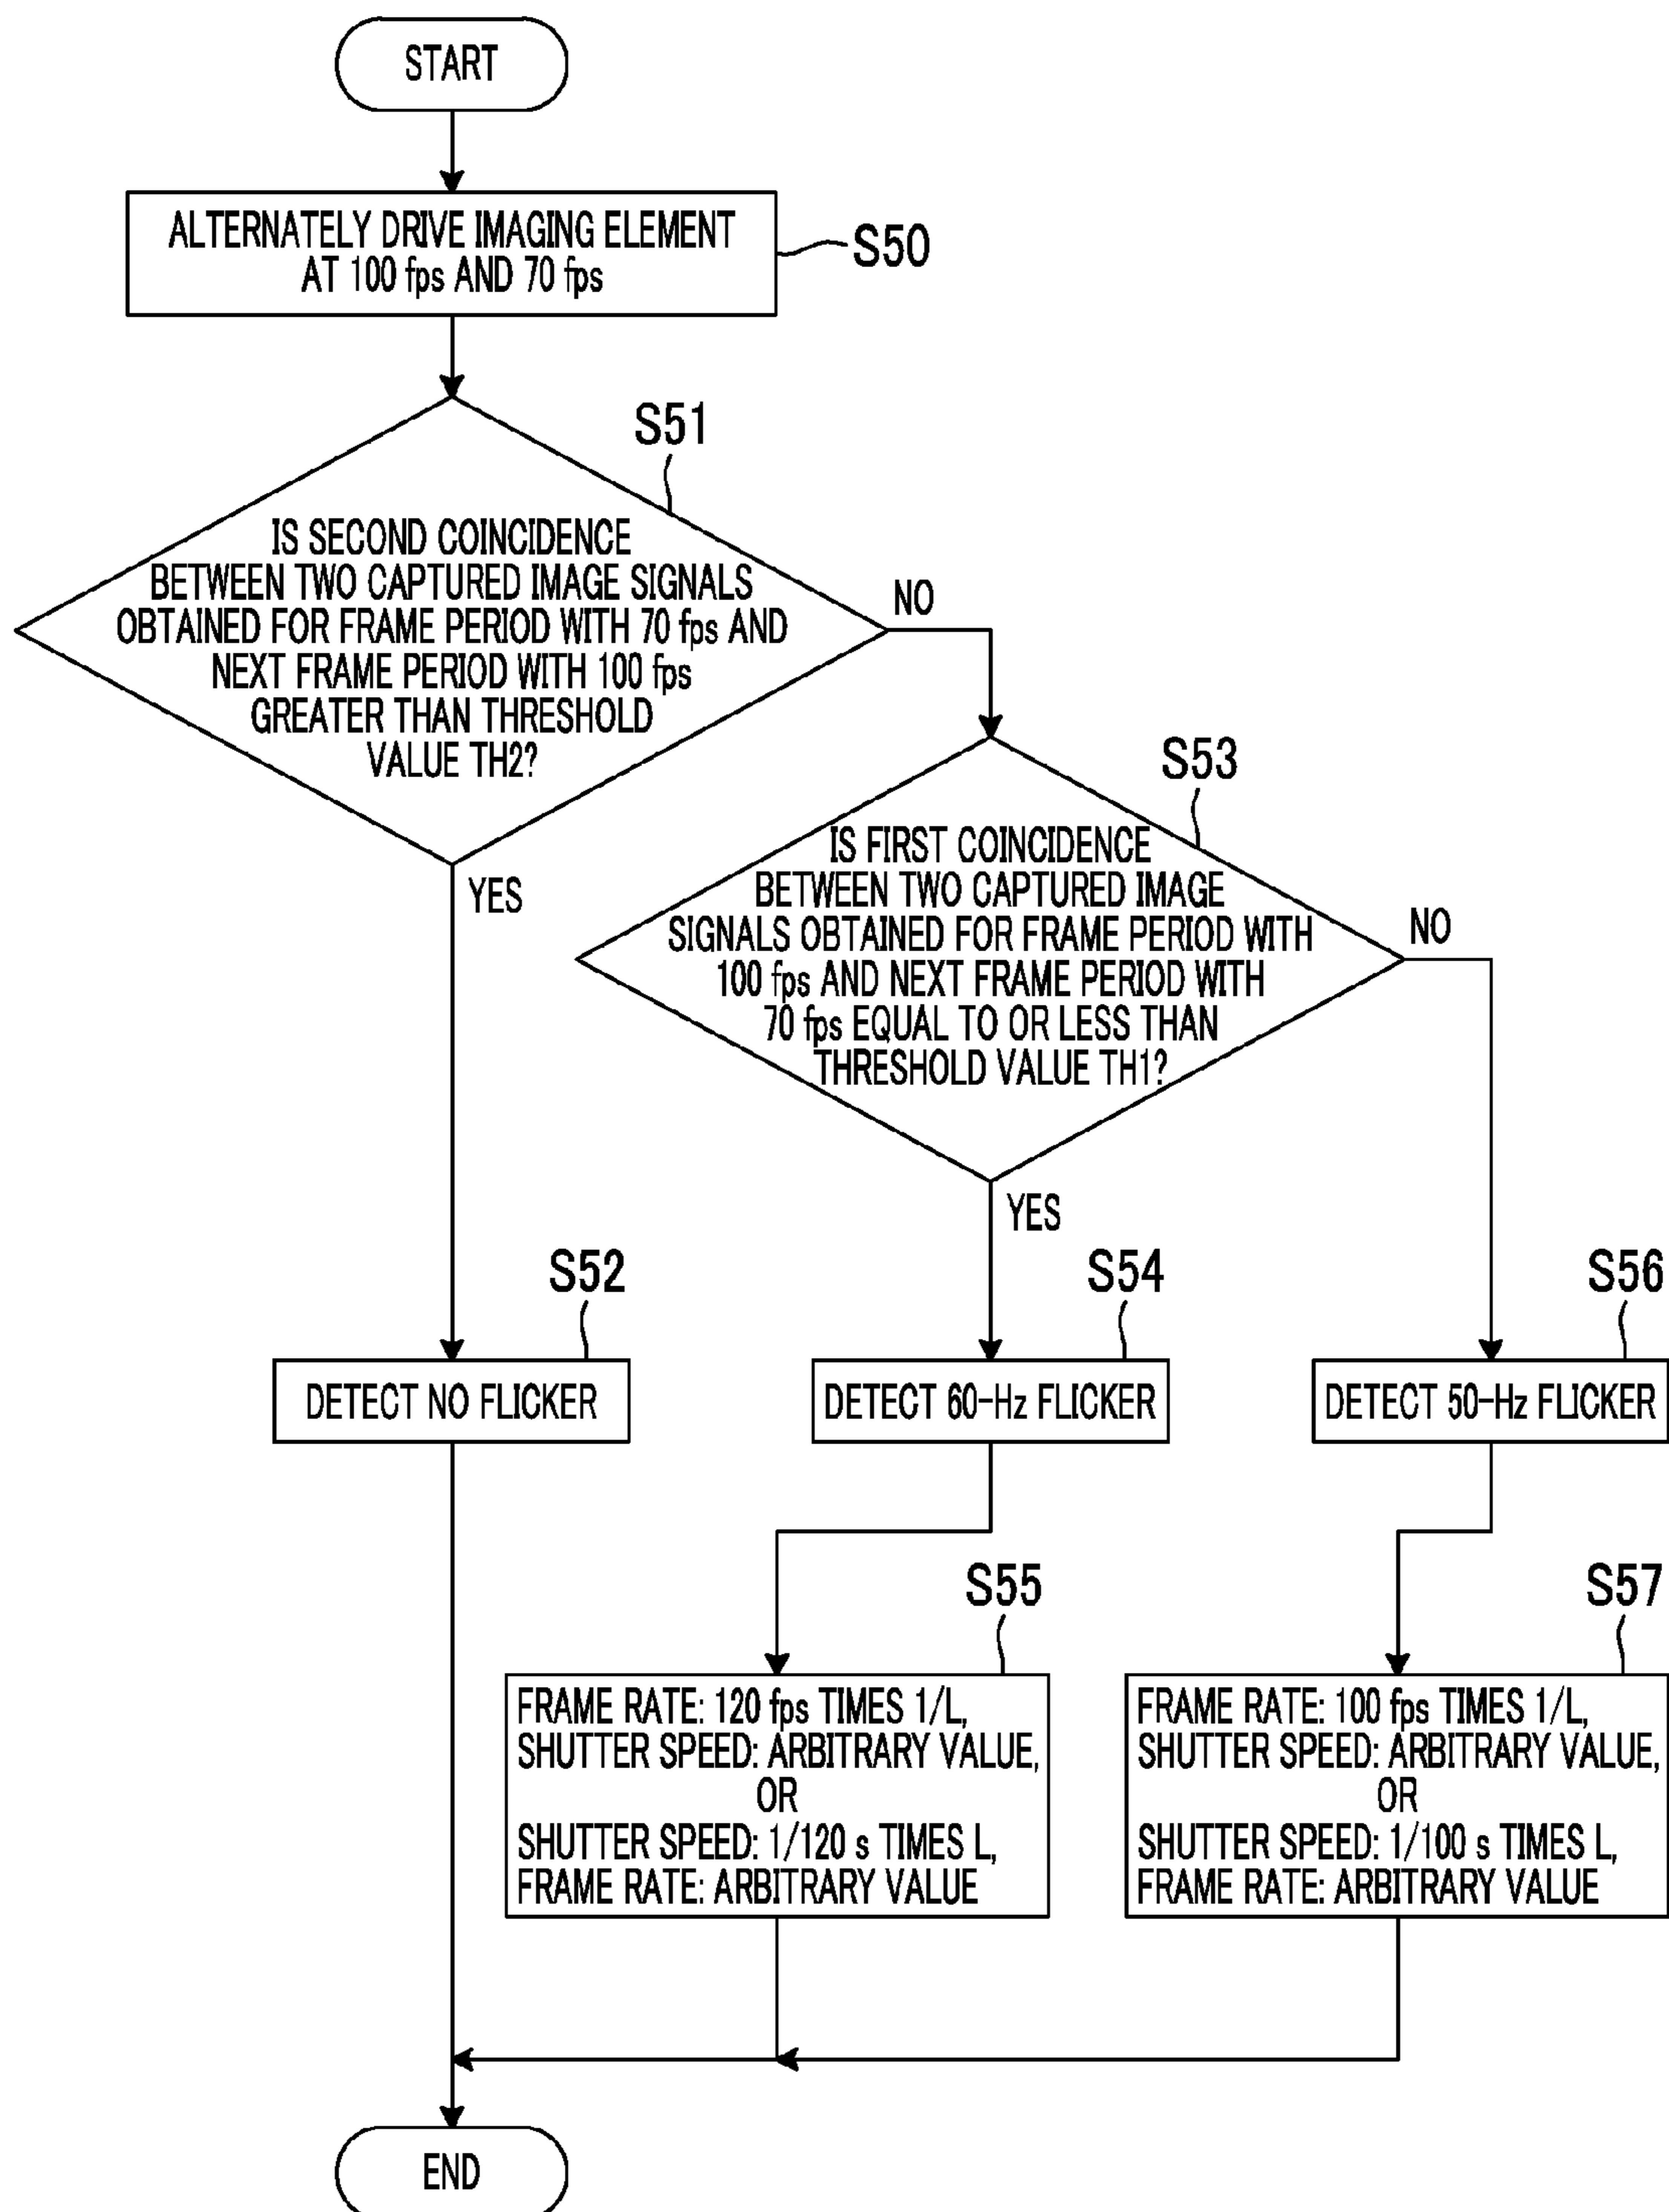 START
ALTERNATELY DRIVE IMAGING ELEMENT
AT 100 fps AND 70 fps
S50
S51
IS SECOND COINCIDENCE
BETWEEN TWO CAPTURED IMAGE SIGNALS
OBTAINED FOR FRAME PERIOD WITH 70 fps AND
NEXT FRAME PERIOD WITH 100 fps
GREATER THAN THRESHOLD
VALUE TH2?
NO
YES
S53
IS FIRST COINCIDENCE
BETWEEN TWO CAPTURED IMAGE
SIGNALS OBTAINED FOR FRAME PERIOD WITH
100 fps AND NEXT FRAME PERIOD WITH
70 fps EQUAL TO OR LESS THAN
THRESHOLD VALUE TH1?
NO
YES
S52
DETECT NO FLICKER
S54
DETECT 60-Hz FLICKER
S56
DETECT 50-Hz FLICKER
S55
FRAME RATE: 120 fps TIMES 1/L,
SHUTTER SPEED: ARBITRARY VALUE,
OR
SHUTTER SPEED: 1/120 s TIMES L,
FRAME RATE: ARBITRARY VALUE
S57
FRAME RATE: 100 fps TIMES 1/L,
SHUTTER SPEED: ARBITRARY VALUE,
OR
SHUTTER SPEED: 1/100 s TIMES L,
FRAME RATE: ARBITRARY VALUE
END